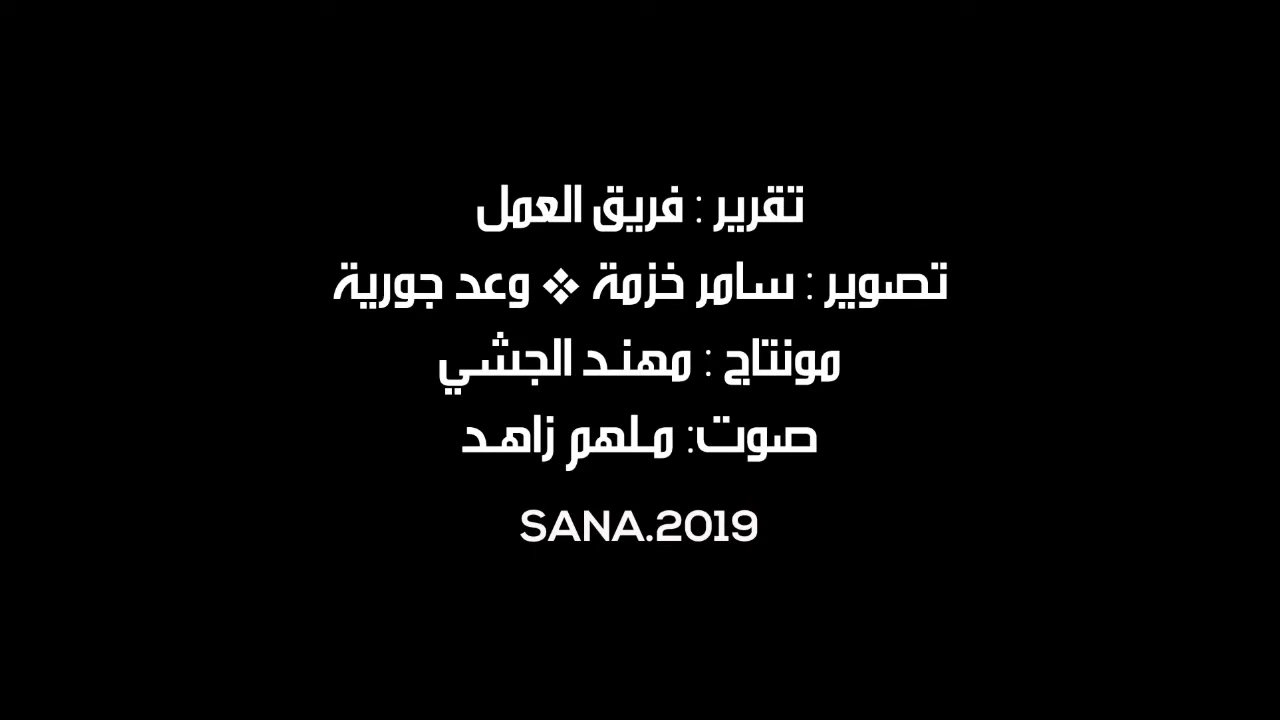 تقرير : فريق العمل
تصوير : سامر خزمة ❖ وعد جورية
مونتاج : مهند الجشي
صوت: ملهم زاهد
SANA.2019